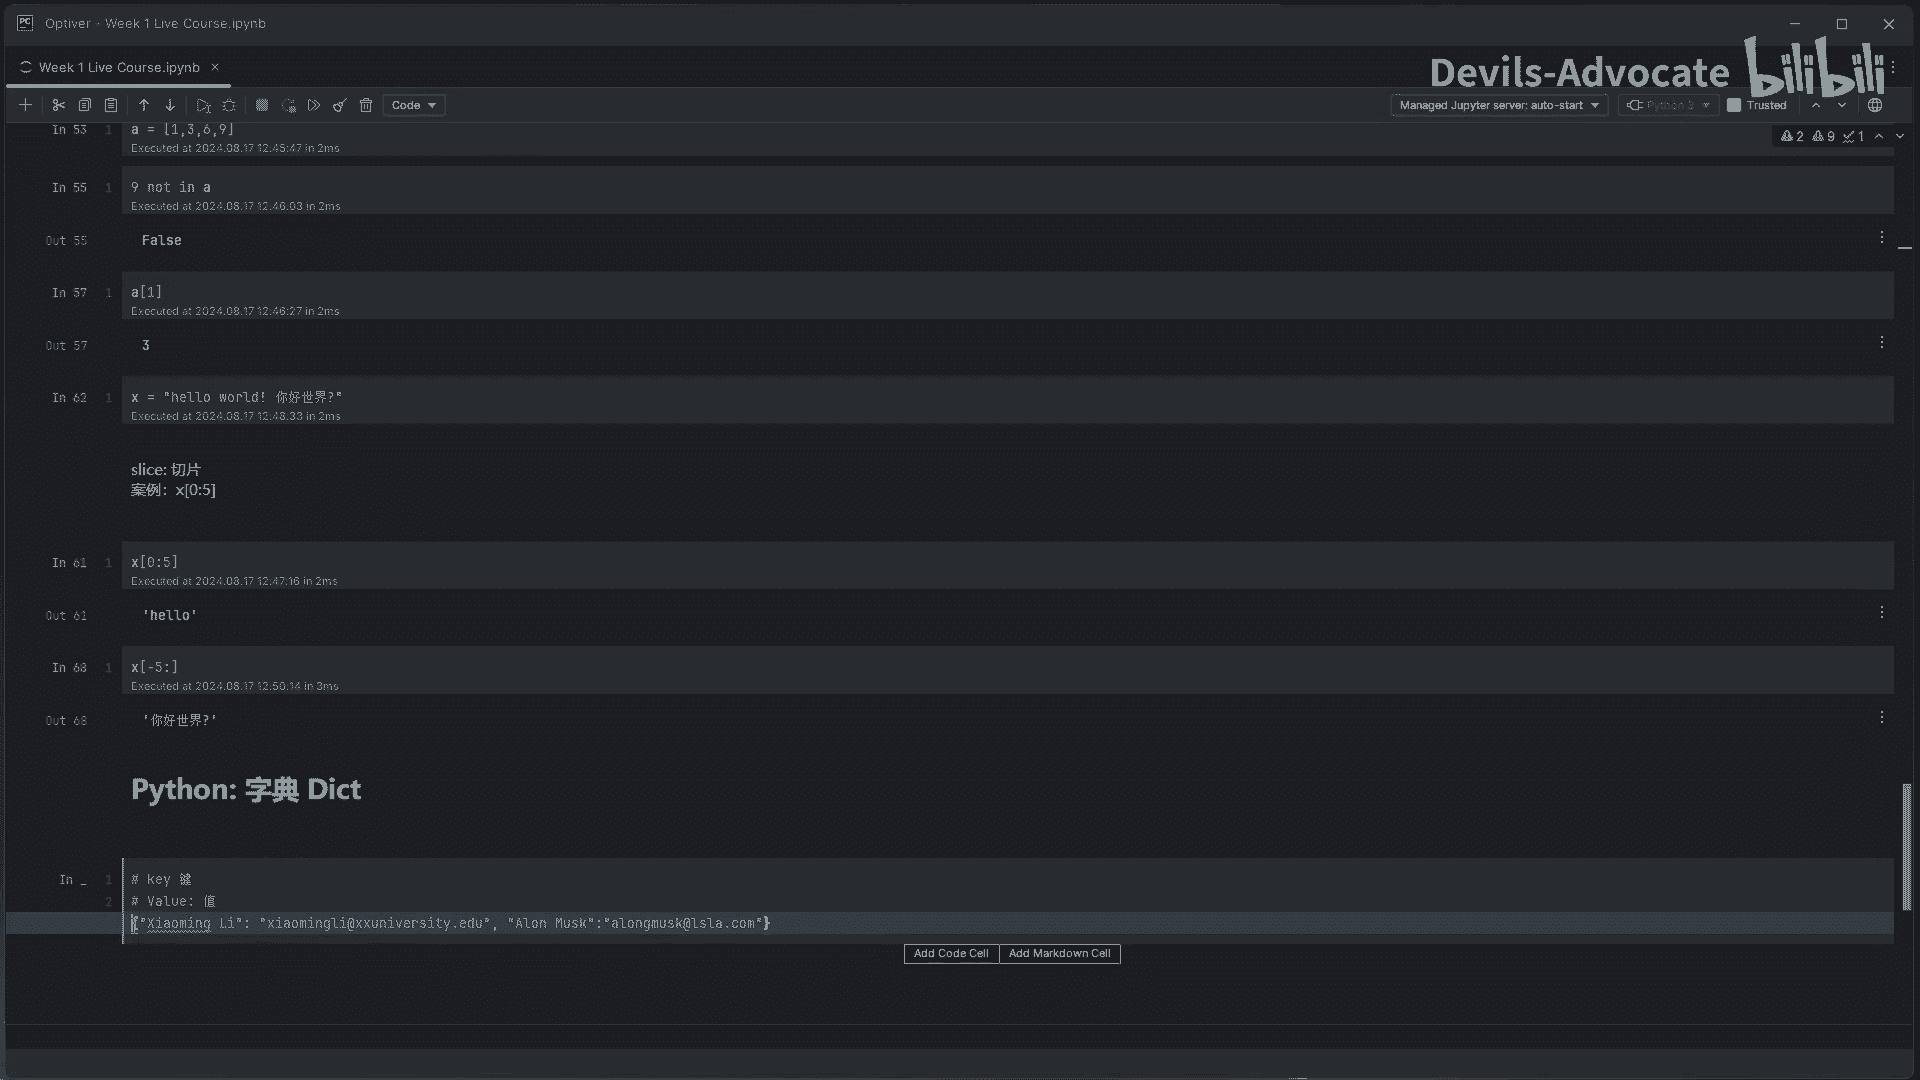 PC Optiver - Week 1 Live Course.ipynb
Week 1 Live Course.ipynb
Devils-Advocate bilibili
Code
Managed Jupyter server: auto-start Python 3 Trusted
In 53 1 a = [1,3,6,9]
Executed at 2024.08.17 12:45:47 in 2ms
2 9 1
In 55 1 9 not in a
Executed at 2024.08.17 12:46:03 in 2ms
Out 55 False
In 57 1 a[1]
Executed at 2024.08.17 12:46:27 in 2ms
Out 57 3
In 62 1 x = "hello world! 你好世界?"
Executed at 2024.08.17 12:48:33 in 2ms
slice: 切片
案例：x[0:5]
In 61 1 x[0:5]
Executed at 2024.08.17 12:47:16 in 2ms
Out 61 'hello'
In 68 1 x[-5:]
Executed at 2024.08.17 12:50:14 in 3ms
Out 68 '你好世界?'
Python: 字典 Dict
In _ 1 # key 键
2 # Value: 值
{"Xiaoming Li": "xiaomingli@xxuniversity.edu", "Alon Musk":"alongmusk@lsla.com"}
Add Code Cell Add Markdown Cell